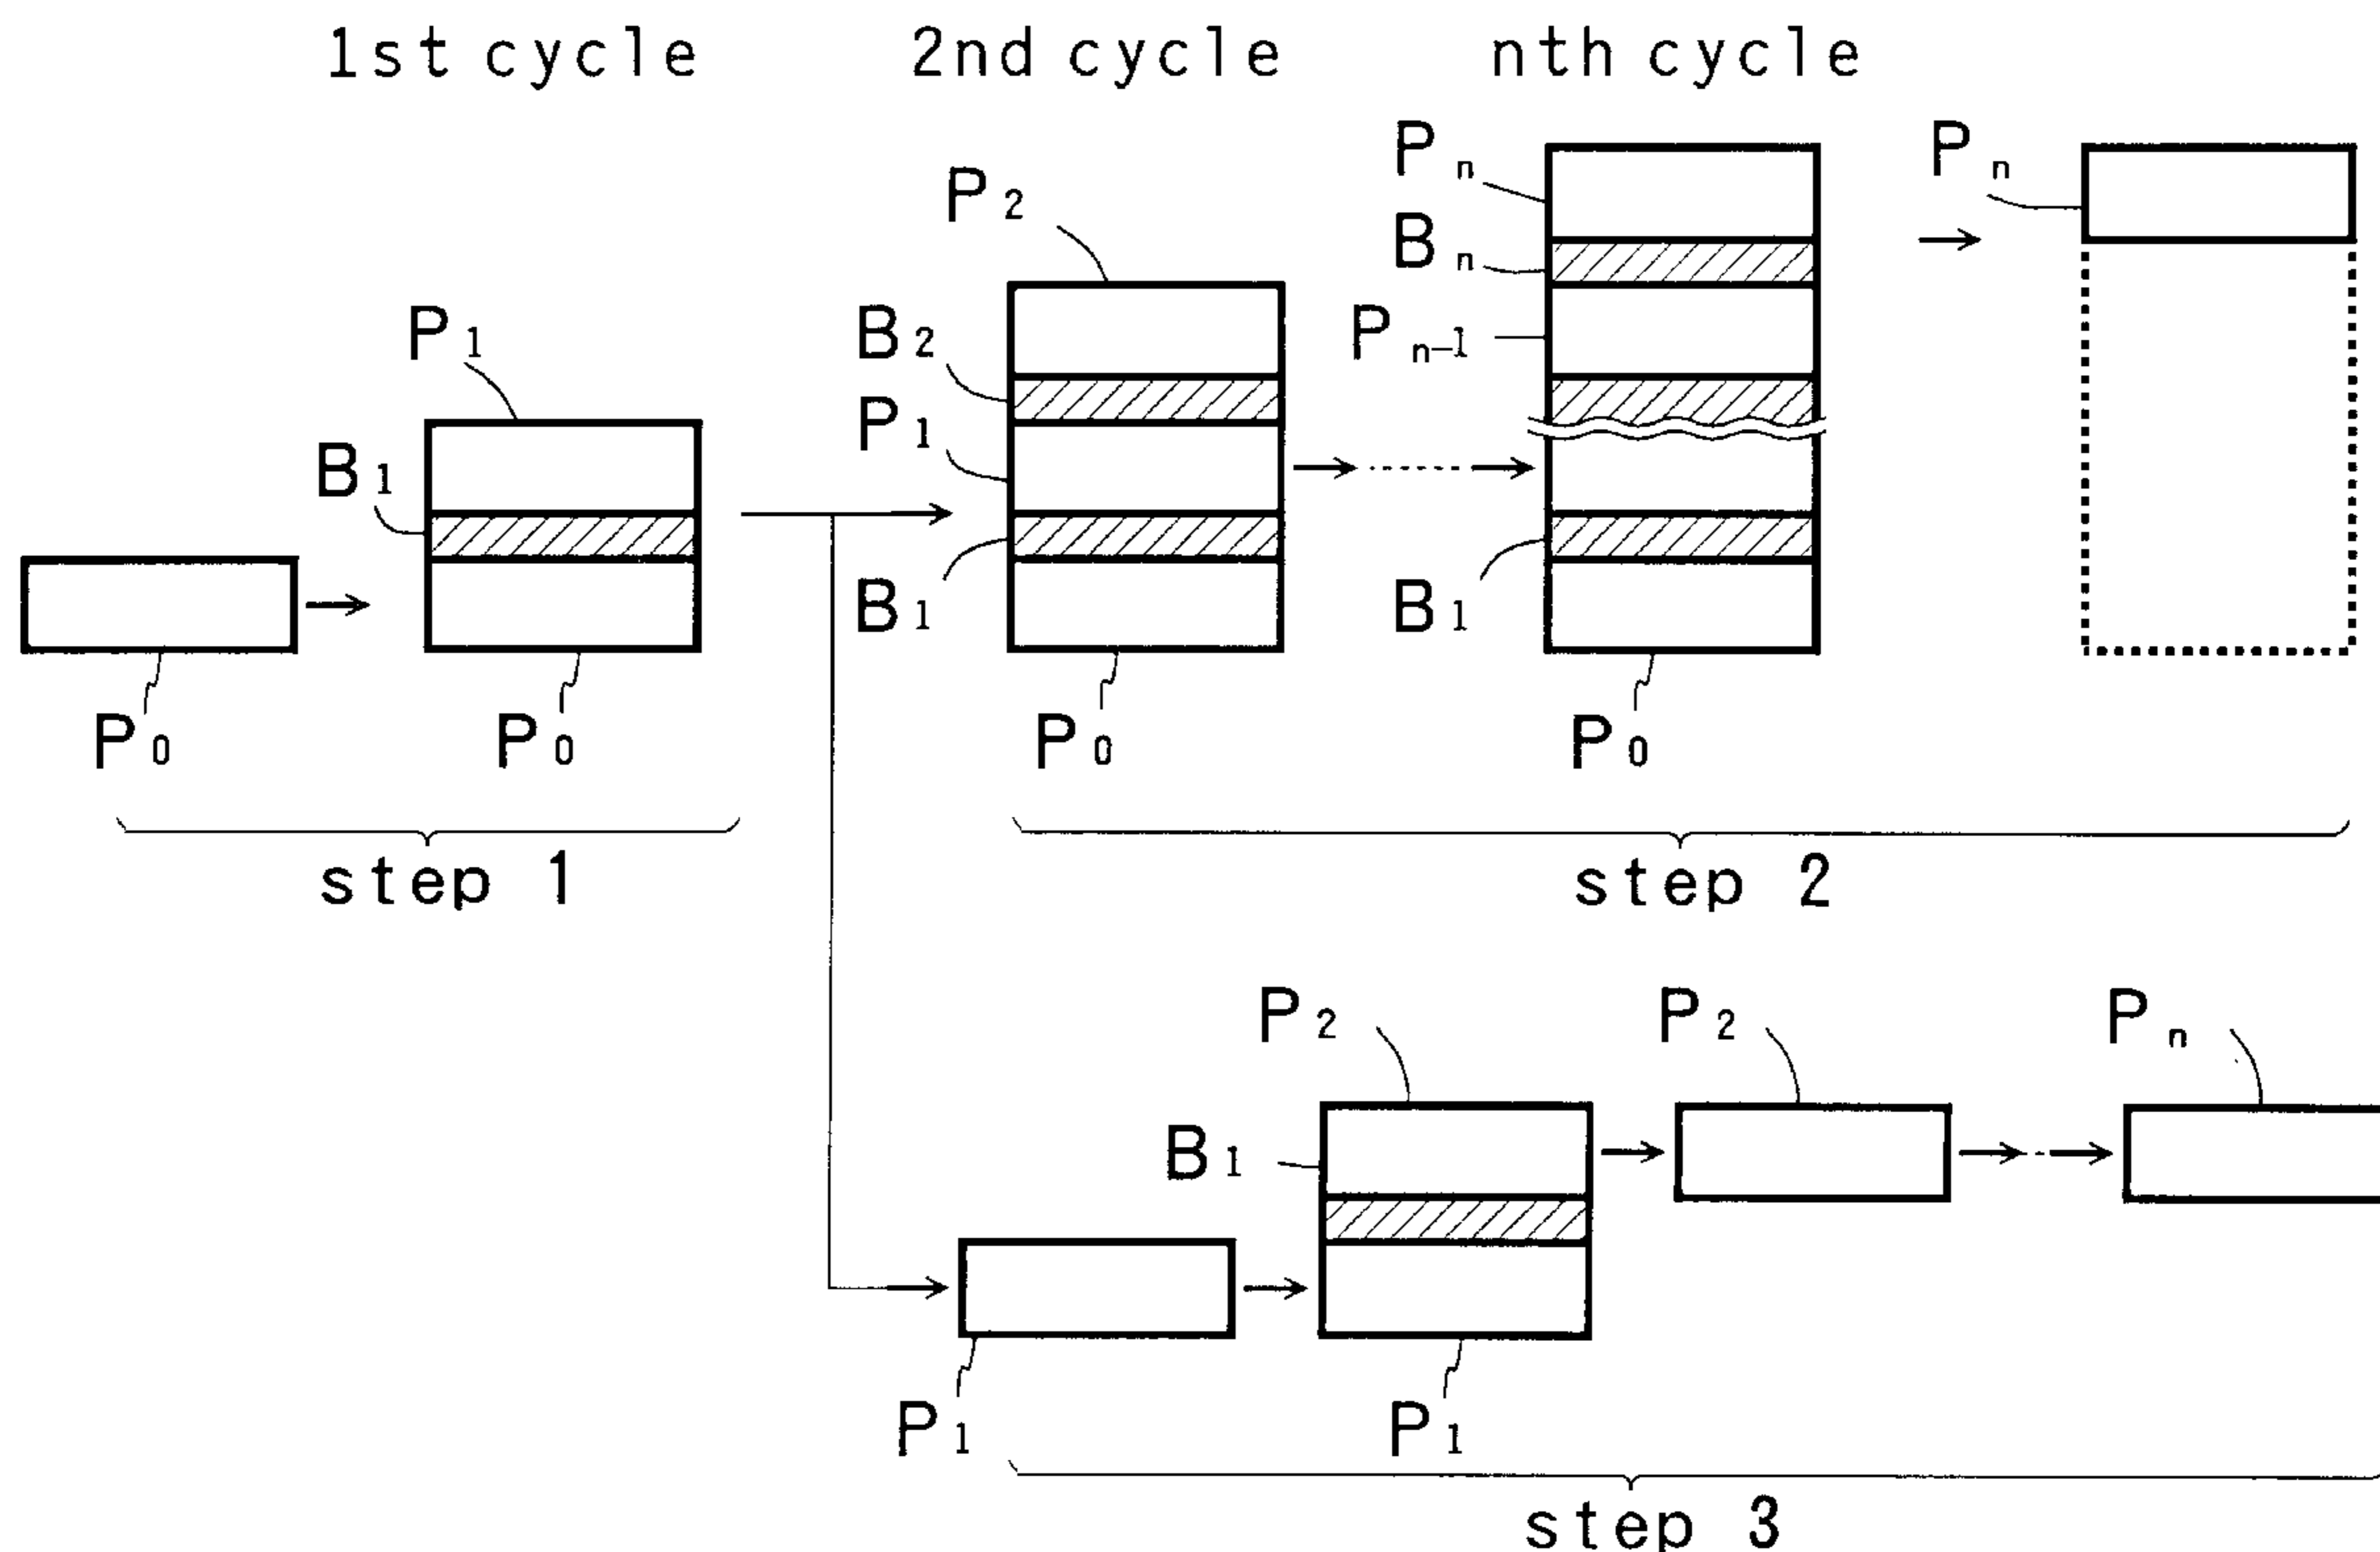 1st cycle 2nd cycle nth cycle
Pn Pn
P2 Bn
P1 B2 Pn-1
B1 P1
B1 B1
P0 P0 P0 P0
step 1 step 2
P2 P2 Pn
B1
P1 P1
step 3